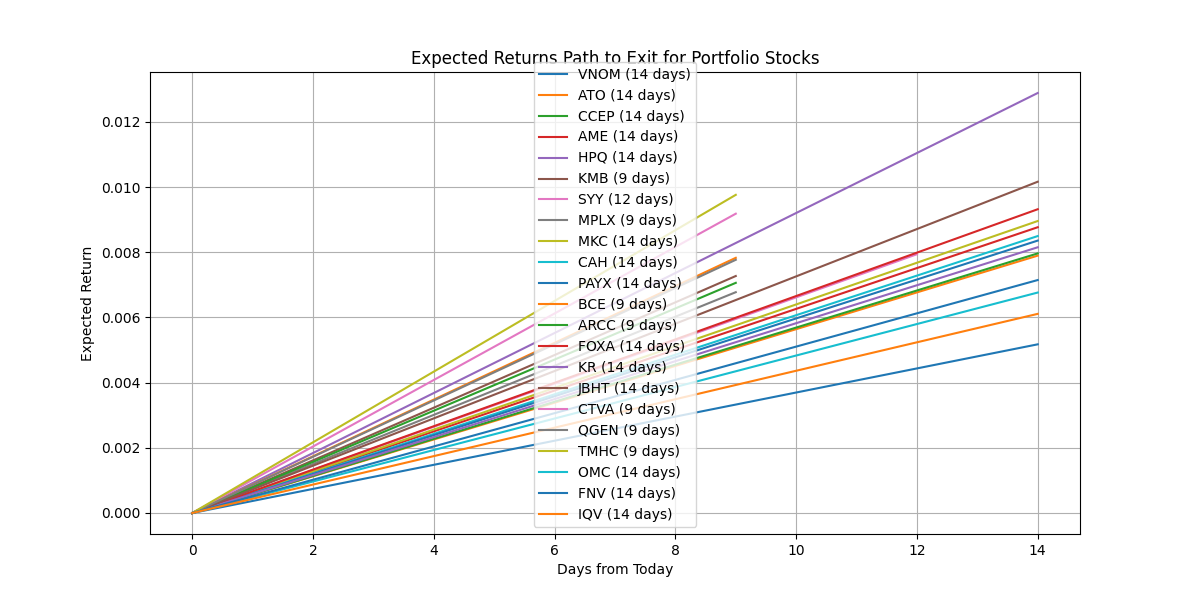 Expected Returns Path to Exit for Portfolio Stocks
VNOM (14 days)
ATO (14 days)
CCEP (14 days)
AME (14 days)
HPQ (14 days)
KMB (9 days)
SYY (12 days)
MPLX (9 days)
MKC (14 days)
CAH (14 days)
PAYX (14 days)
BCE (9 days)
ARCC (9 days)
FOXA (14 days)
KR (14 days)
JBHT (14 days)
CTVA (9 days)
QGEN (9 days)
TMHC (9 days)
OMC (14 days)
FNV (14 days)
IQV (14 days)
Expected Return
0.012
0.010
0.008
0.006
0.004
0.002
0.000
0 2 4 6 8 10 12 14
Days from Today